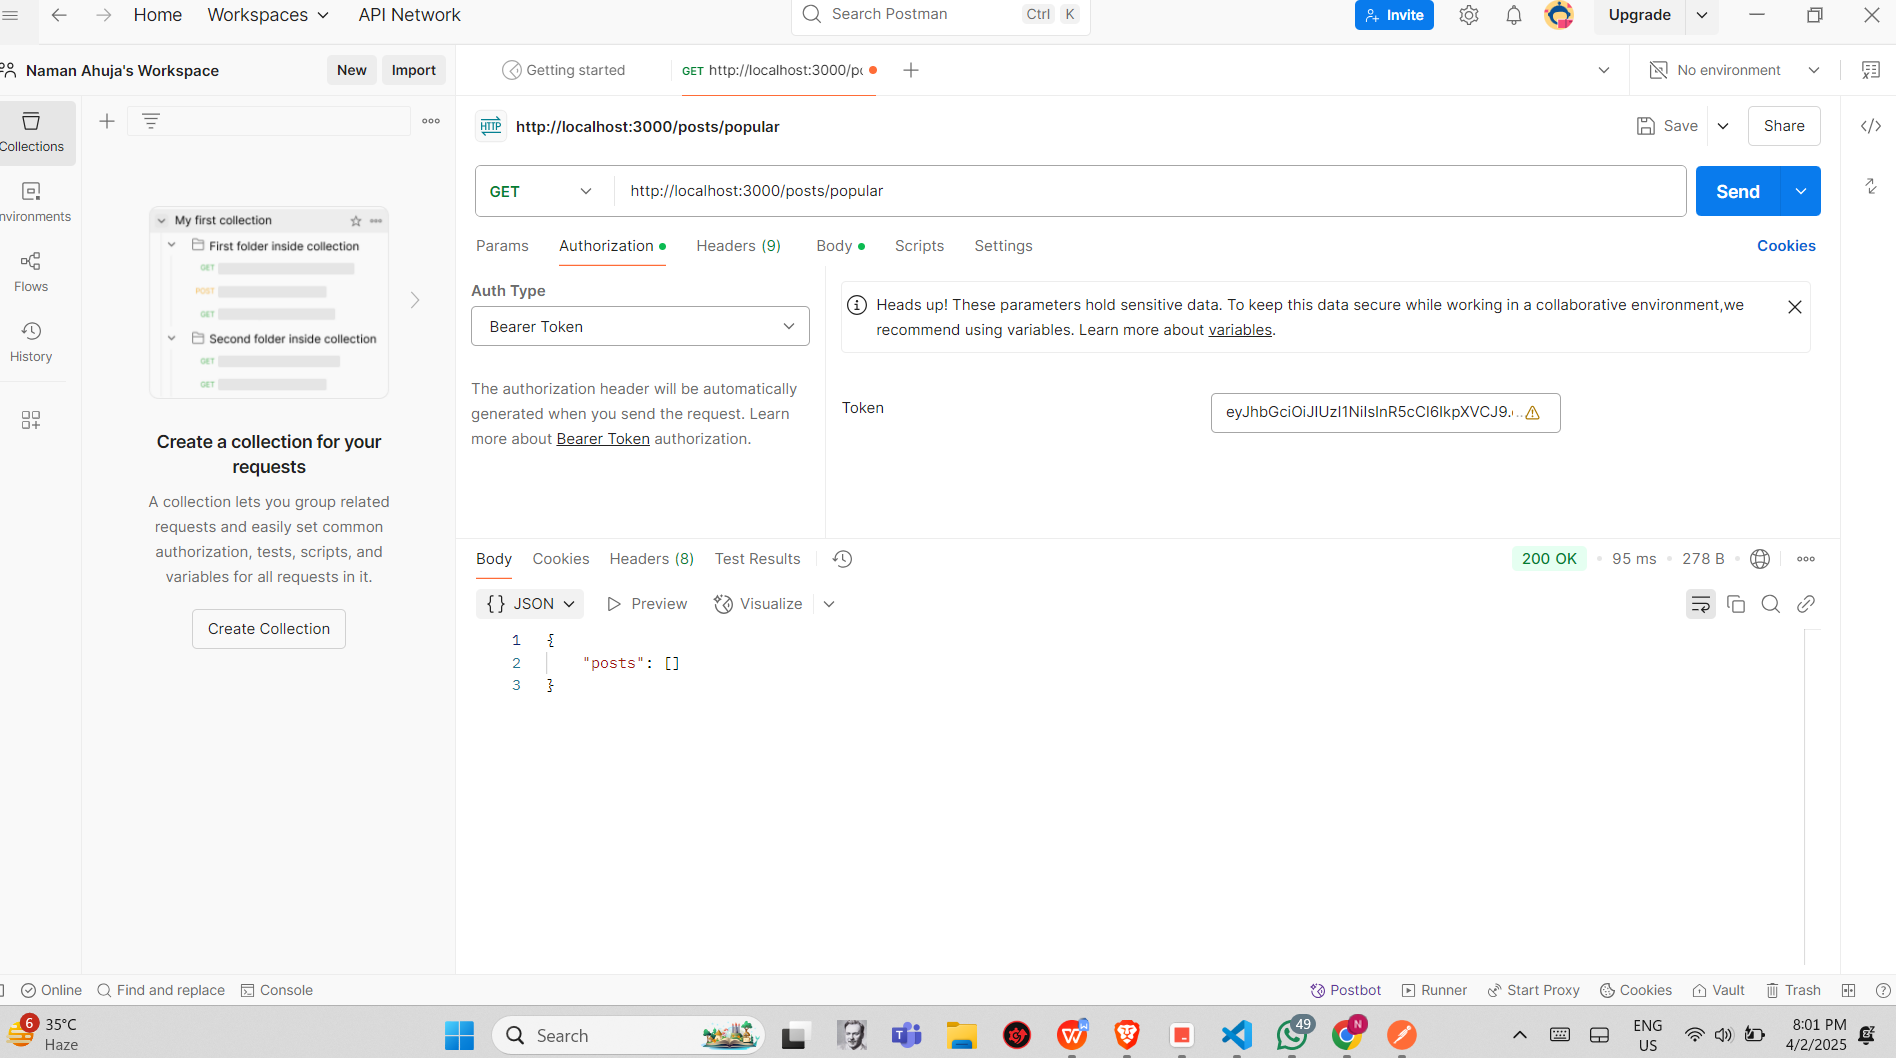 Home
Workspaces
API Network
Search Postman
Ctrl
K
Invite
Upgrade
Naman Ahuja's Workspace
New
Import
Getting started
GET http://localhost:3000/p
No environment
Collections
nvironments
Flows
History
My first collection
First folder inside collection
GET
POST
GET
Second folder inside collection
GET
GET
Create a collection for your
requests
A collection lets you group related
requests and easily set common
authorization, tests, scripts, and
variables for all requests in it.
Create Collection
HTTP
http://localhost:3000/posts/popular
Save
Share
GET
http://localhost:3000/posts/popular
Send
Params
Authorization
Headers (9)
Body
Scripts
Settings
Cookies
Auth Type
Bearer Token
The authorization header will be automatically
generated when you send the request. Learn
more about Bearer Token authorization.
Heads up! These parameters hold sensitive data. To keep this data secure while working in a collaborative environment,we
recommend using variables. Learn more about variables.
Token
eyJhbGciOiJIUzI1NiIsInR5cCI6IkpXVCJ9.
Body
Cookies
Headers (8)
Test Results
200 OK
95 ms
278 B
{} JSON
Preview
Visualize
1 {
2 "posts": []
3 }
Online
Find and replace
Console
Postbot
Runner
Start Proxy
Cookies
Vault
Trash
6
35°C
Haze
Search
49
N
ENG
US
8:01 PM
4/2/2025